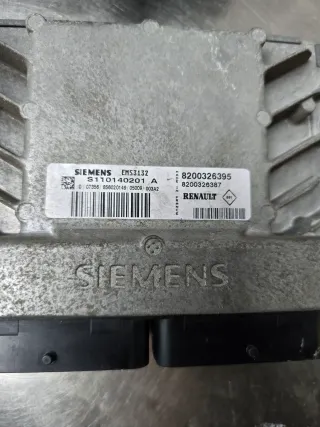 SIEMENS EMS3132
S110140201 A
8200326395
8200326387
RENAULT
SIEMENS